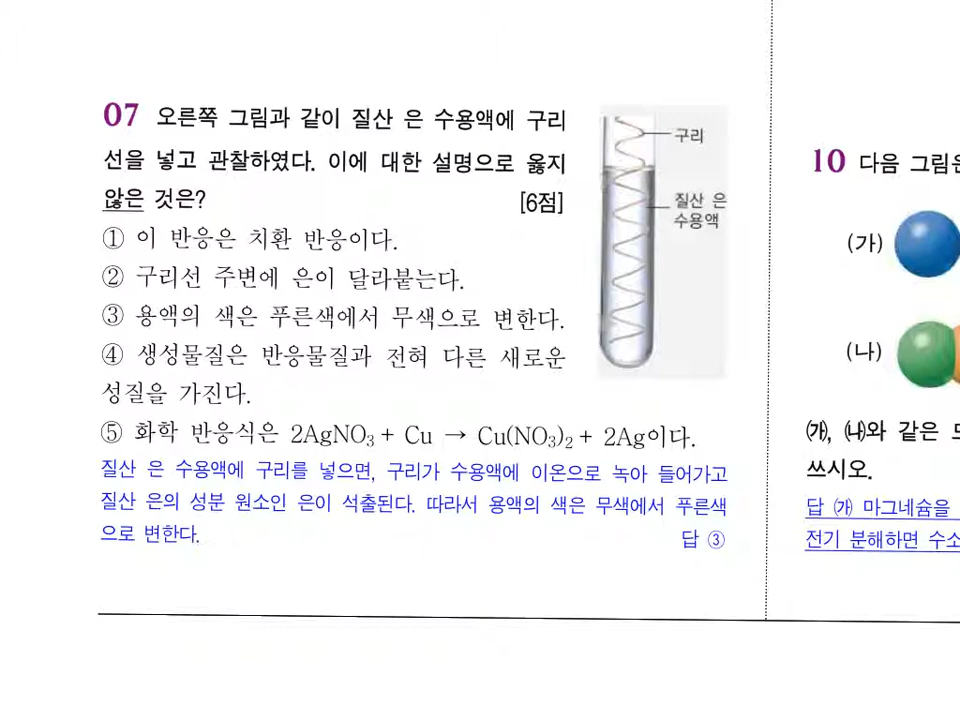 07 오른쪽 그림과 같이 질산 은 수용액에 구리
선을 넣고 관찰하였다. 이에 대한 설명으로 옳지
않은 것은? [6점]
① 이 반응은 치환 반응이다.
② 구리선 주변에 은이 달라붙는다.
③ 용액의 색은 푸른색에서 무색으로 변한다.
④ 생성물질은 반응물질과 전혀 다른 새로운
성질을 가진다.
⑤ 화학 반응식은 2AgNO₃ + Cu → Cu(NO₃)₂ + 2Ag이다.
질산 은 수용액에 구리를 넣으면, 구리가 수용액에 이온으로 녹아 들어가고
질산 은의 성분 원소인 은이 석출된다. 따라서 용액의 색은 무색에서 푸른색
으로 변한다. 답 ③
구리
질산 은
수용액
10 다음 그림은
(가)
(나)
㈎, ㈏와 같은
쓰시오.
답 ㈎ 마그네슘을
전기 분해하면 수소